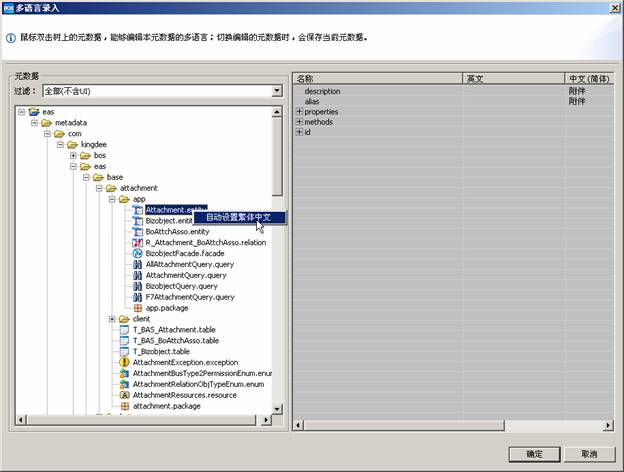 BOS 多语言录入
鼠标双击树上的元数据，能够编辑本元数据的多语言；切换编辑的元数据时，会保存当前元数据。
元数据
过滤： 全部(不含UI)
eas
metadata
com
kingdee
bos
eas
base
attachment
app
Attachment.entity
自动设置繁体中文
Bizobject.entit
BoAttchAsso.entity
R_Attachment_BoAttchAsso.relation
BizobjectFacade.facade
AllAttachmentQuery.query
AttachmentQuery.query
BizobjectQuery.query
F7AttachmentQuery.query
app.package
client
T_BAS_Attachment.table
T_BAS_BoAttchAsso.table
T_Bizobject.table
AttachmentException.exception
AttachmentBusType2PermissionEnum.enum
AttachmentRelationObjTypeEnum.enum
AttachmentResources.resource
attachment.package
名称 英文 中文(简体)
description 附件
alias 附件
properties
methods
id
确定 取消